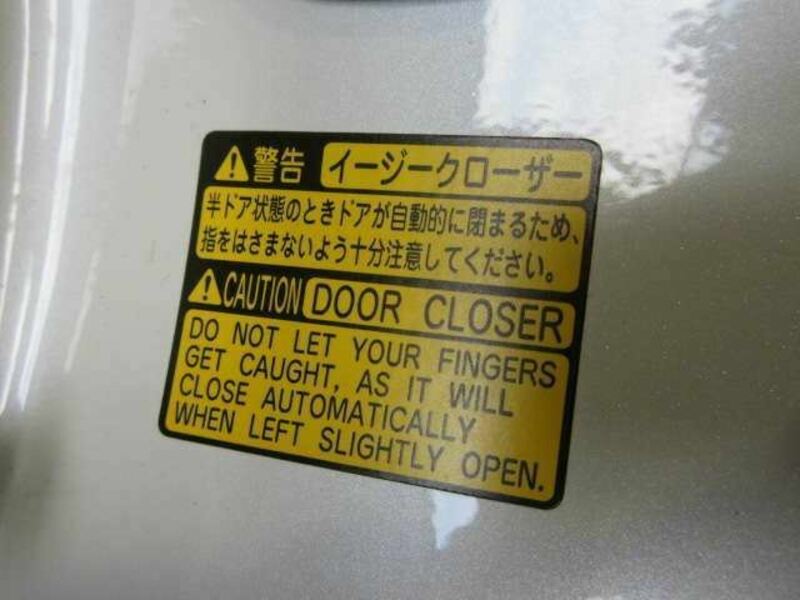 警告 イージークローザー
半ドア状態のときドアが自動的に閉まるため、
指をはさまないよう十分注意してください。
CAUTION DOOR CLOSER
DO NOT LET YOUR FINGERS
GET CAUGHT, AS IT WILL
CLOSE AUTOMATICALLY
WHEN LEFT SLIGHTLY OPEN.